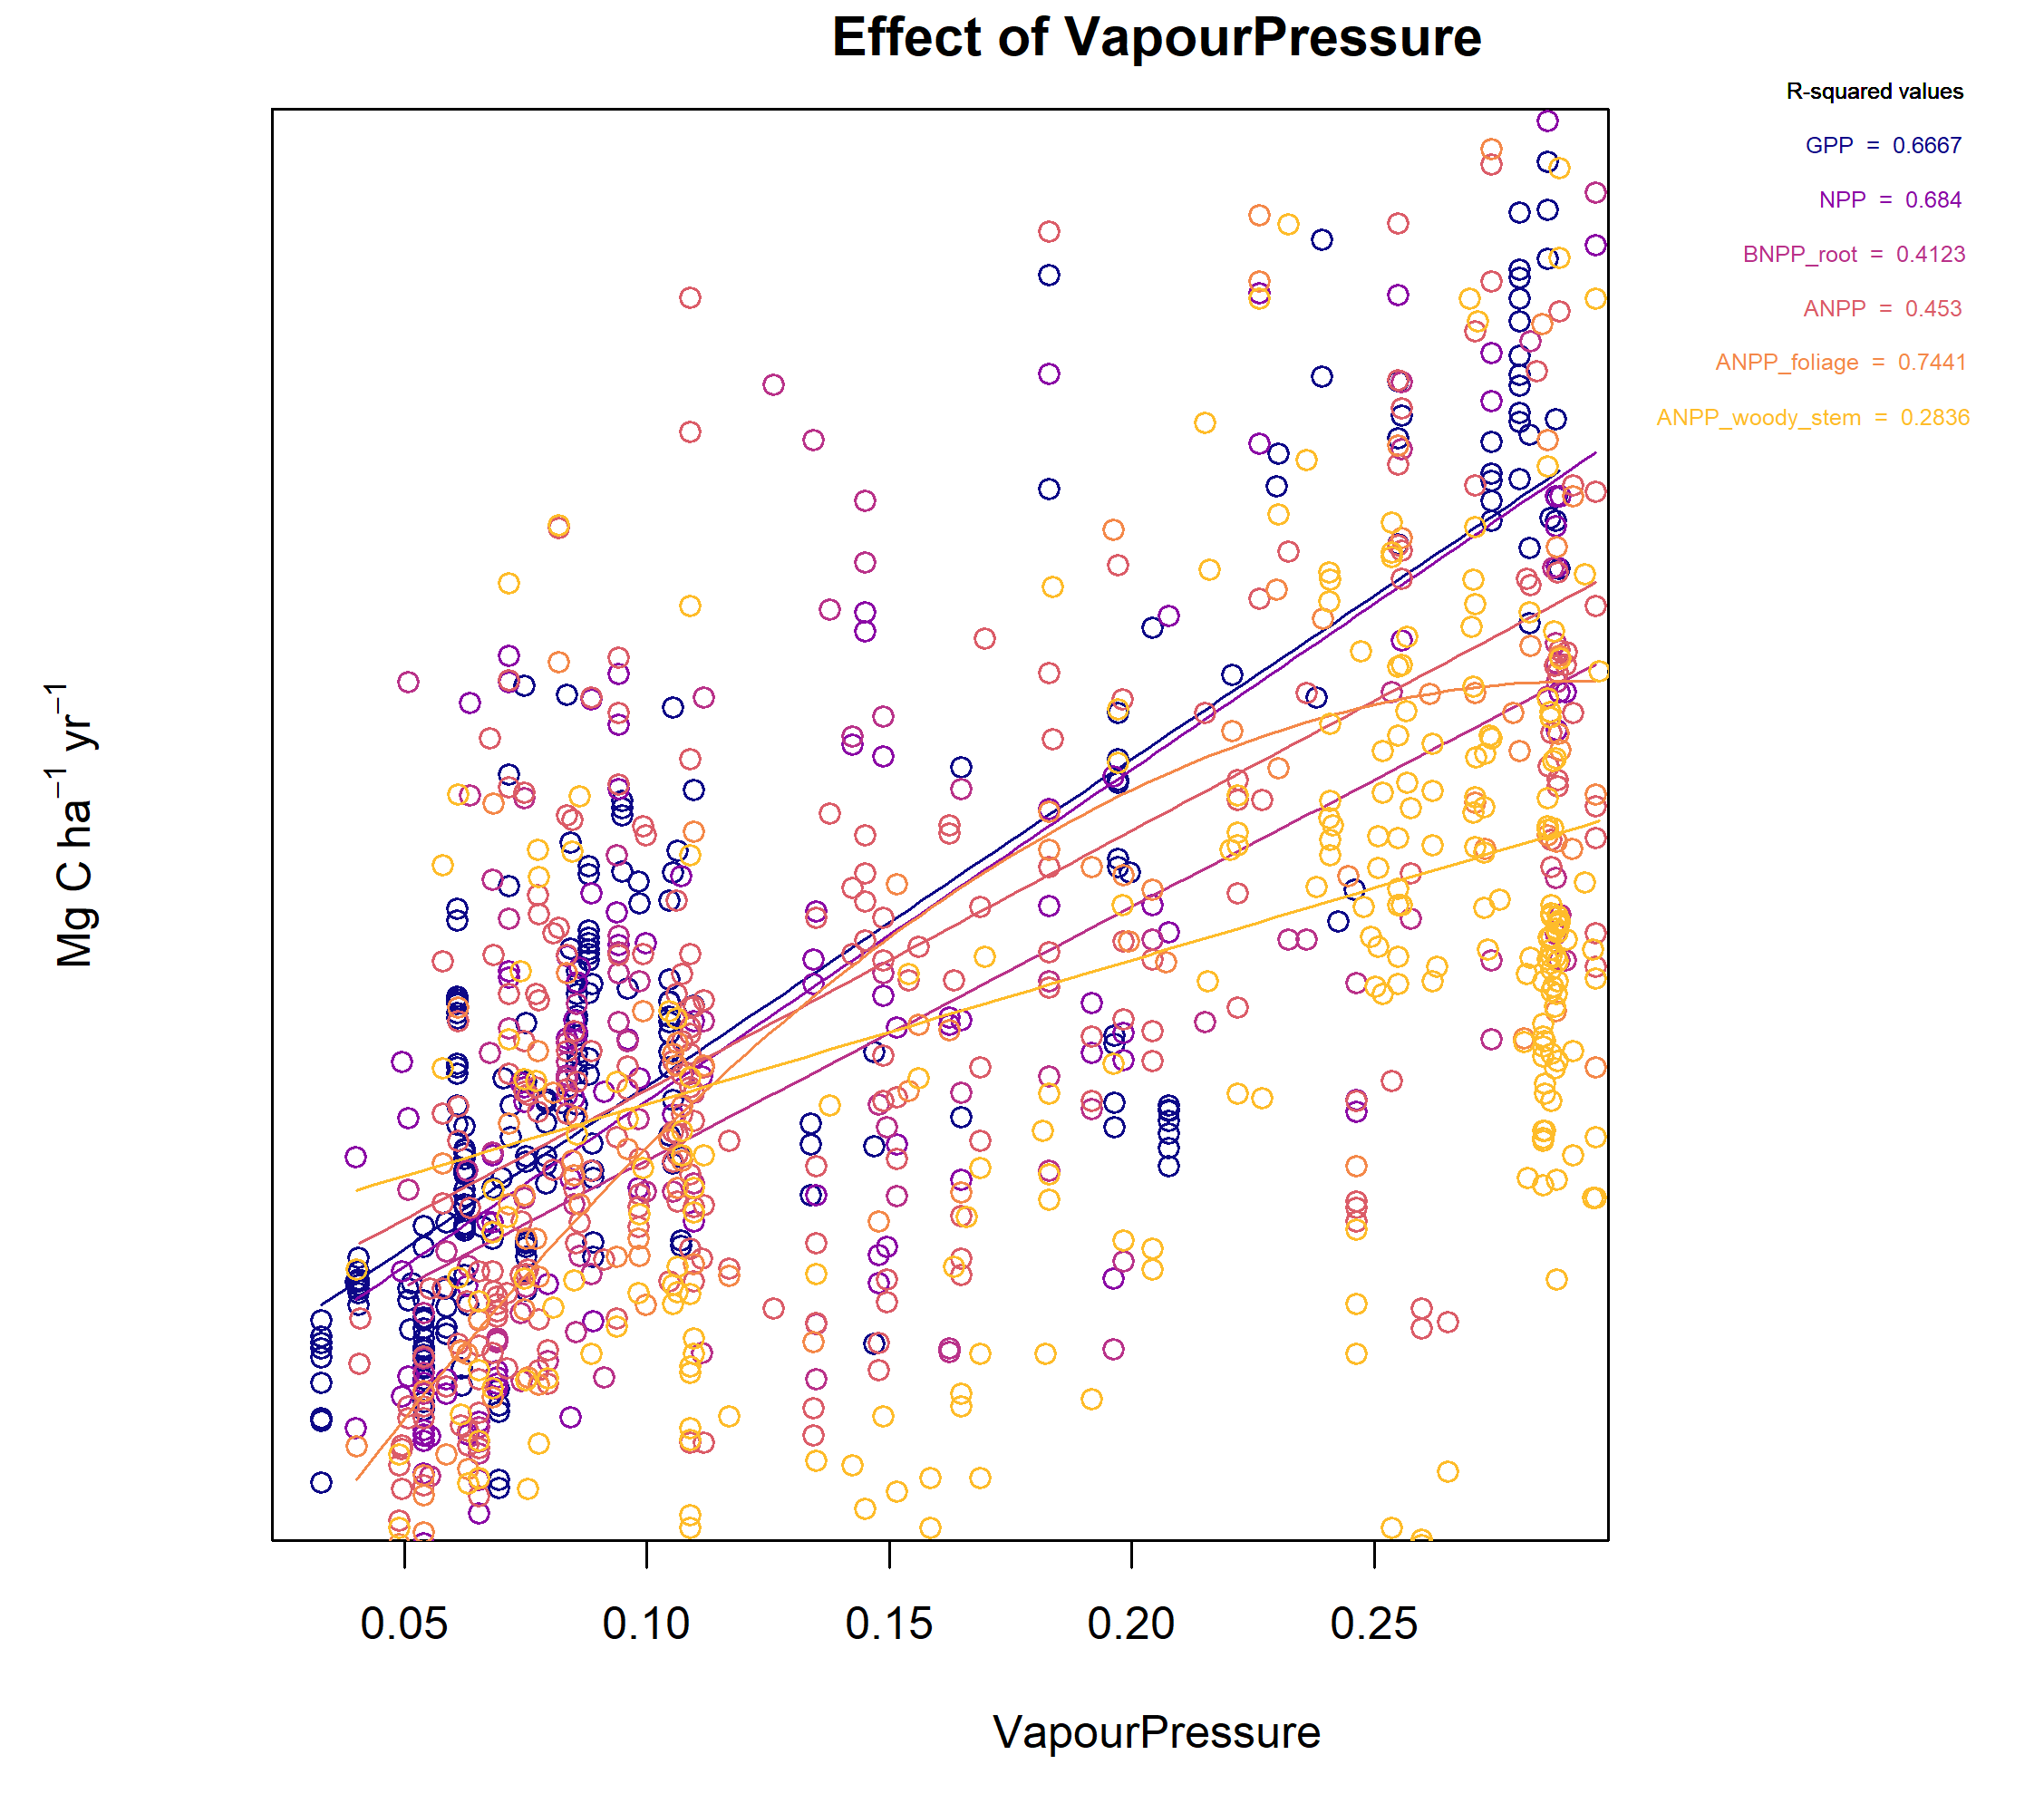 Effect of VapourPressure
R-squared values
GPP = 0.6667
NPP = 0.684
BNPP_root = 0.4123
ANPP = 0.453
ANPP_foliage = 0.7441
ANPP_woody_stem = 0.2836
Mg C ha⁻¹ yr⁻¹
0.05 0.10 0.15 0.20 0.25
VapourPressure